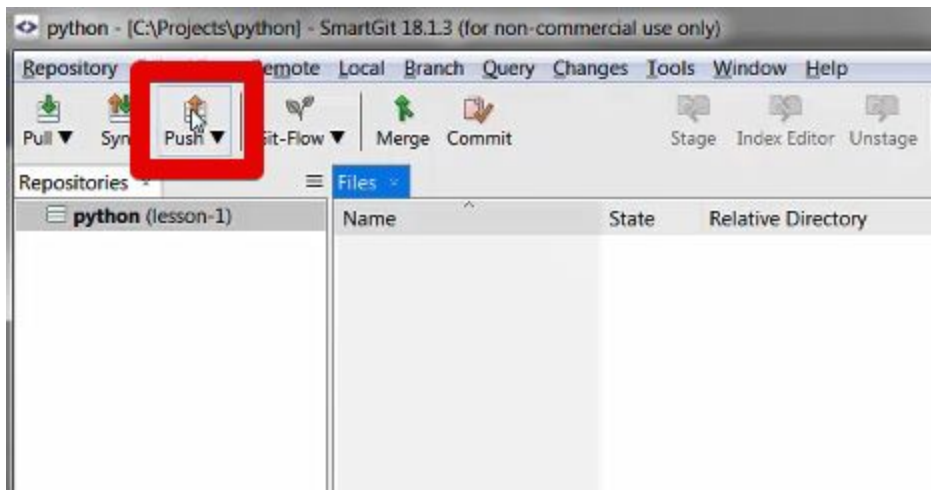 python - [C:\Projects\python] - SmartGit 18.1.3 (for non-commercial use only)
Repository Remote Local Branch Query Changes Tools Window Help
Pull ▼ Push ▼ Git-Flow ▼ Merge Commit Stage Index Editor Unstage
Repositories Files
python (lesson-1) Name State Relative Directory